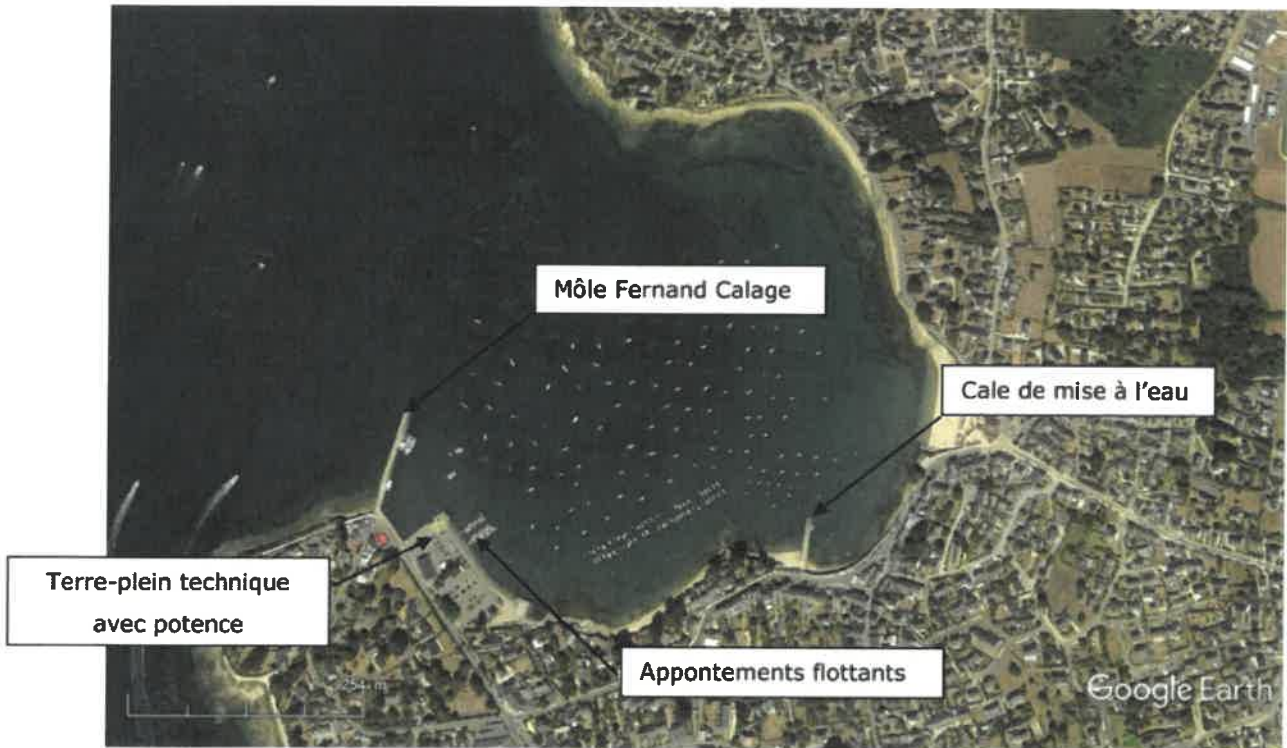 Môle Fernand Calage
Cale de mise à l'eau
Terre-plein technique
avec potence
Appontements flottants
Google Earth